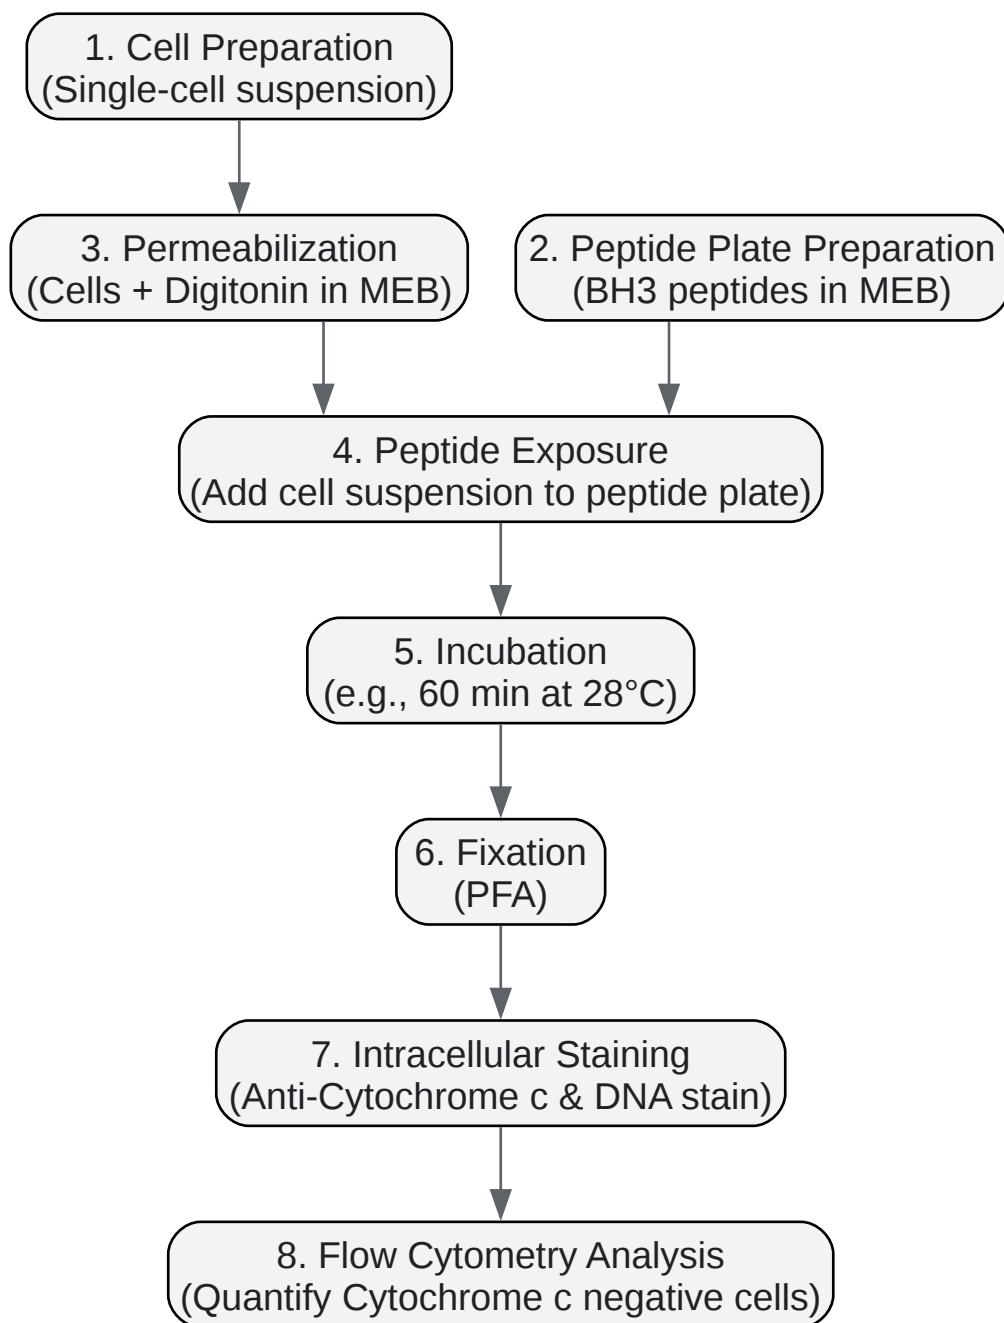 1. Cell Preparation
(Single-cell suspension)
3. Permeabilization
(Cells + Digitonin in MEB)
2. Peptide Plate Preparation
(BH3 peptides in MEB)
4. Peptide Exposure
(Add cell suspension to peptide plate)
5. Incubation
(e.g., 60 min at 28°C)
6. Fixation
(PFA)
7. Intracellular Staining
(Anti-Cytochrome c & DNA stain)
8. Flow Cytometry Analysis
(Quantify Cytochrome c negative cells)